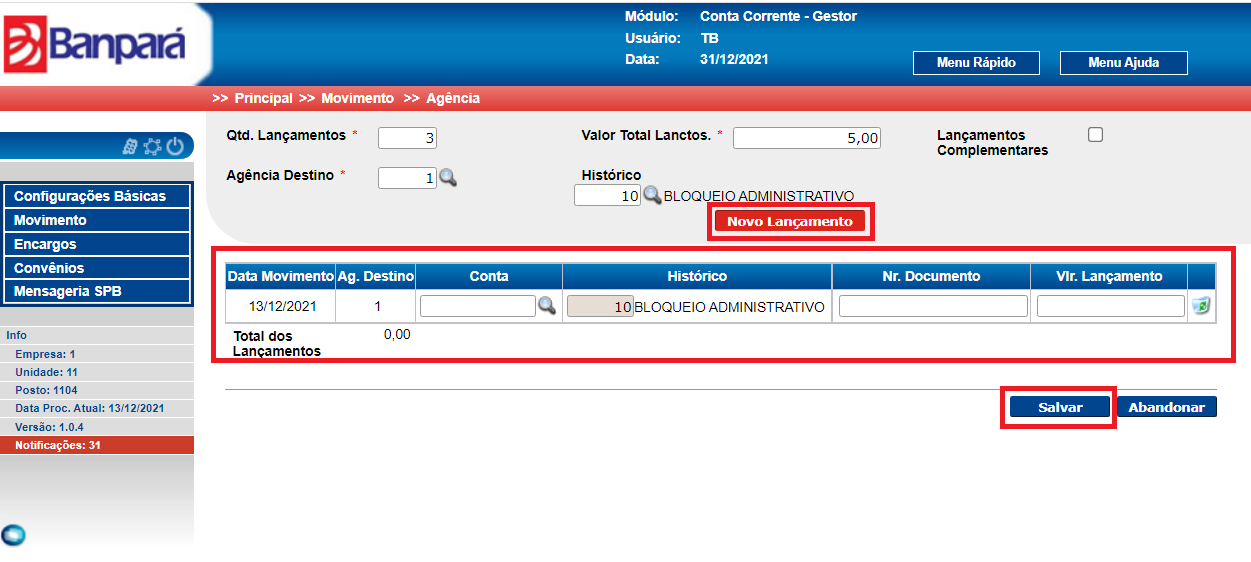 Banpará
Módulo: Conta Corrente - Gestor
Usuário: TB
Data: 31/12/2021
Menu Rápido Menu Ajuda
>> Principal >> Movimento >> Agência
Configurações Básicas
Movimento
Encargos
Convênios
Mensageria SPB
Info
Empresa: 1
Unidade: 11
Posto: 1104
Data Proc. Atual: 13/12/2021
Versão: 1.0.4
Notificações: 31
Qtd. Lançamentos * 3 Valor Total Lanctos. * 5,00 Lançamentos
Complementares
Agência Destino * 1 Histórico
10 BLOQUEIO ADMINISTRATIVO
Novo Lançamento
Data Movimento Ag. Destino Conta Histórico Nr. Documento Vlr. Lançamento
13/12/2021 1 10 BLOQUEIO ADMINISTRATIVO
Total dos 0,00
Lançamentos
Salvar Abandonar